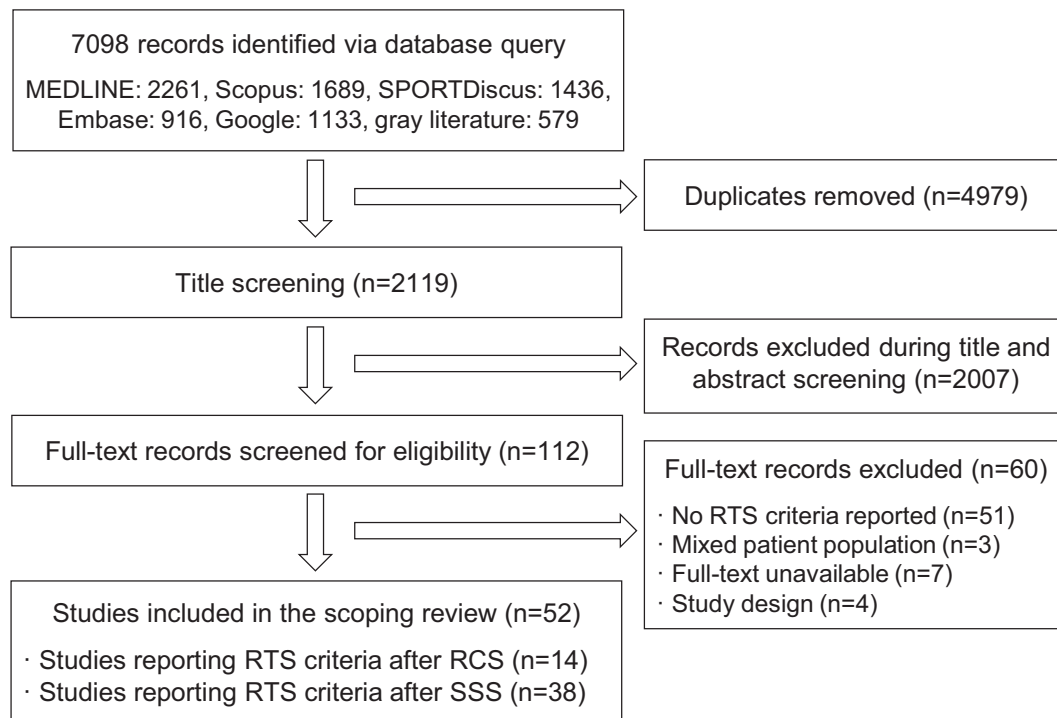 7098 records identified via database query
MEDLINE: 2261, Scopus: 1689, SPORTDiscus: 1436,
Embase: 916, Google: 1133, gray literature: 579
Duplicates removed (n=4979)
Title screening (n=2119)
Records excluded during title and
abstract screening (n=2007)
Full-text records screened for eligibility (n=112)
Full-text records excluded (n=60)
· No RTS criteria reported (n=51)
· Mixed patient population (n=3)
· Full-text unavailable (n=7)
· Study design (n=4)
Studies included in the scoping review (n=52)
· Studies reporting RTS criteria after RCS (n=14)
· Studies reporting RTS criteria after SSS (n=38)